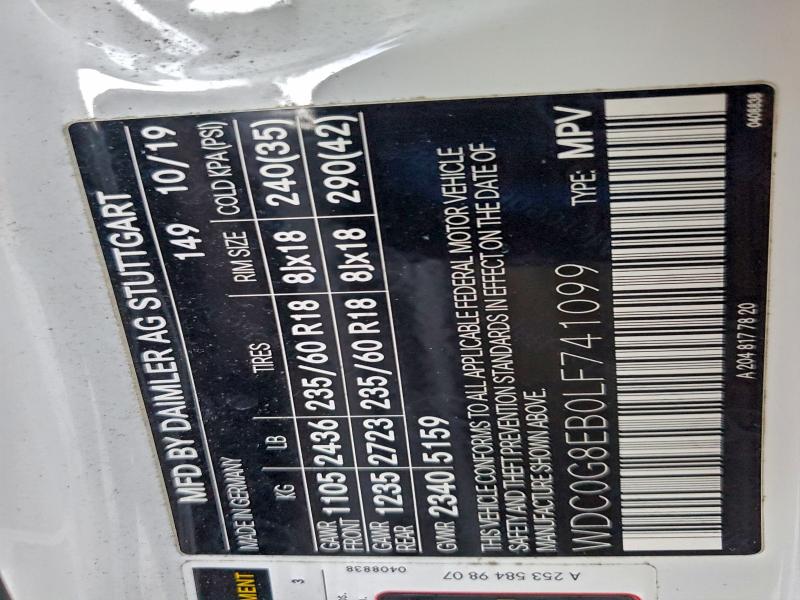 MFD BY DAIMLER AG STUTTGART
MADE IN GERMANY 149 10/19
KG LB TIRES RIM SIZE COLD KPA (PSI)
GAWR FRONT 1105 2436 235/60 R18 8Jx18 240(35)
GAWR REAR 1235 2723 235/60 R18 8Jx18 290(42)
GVWR 2340 5159
THIS VEHICLE CONFORMS TO ALL APPLICABLE FEDERAL MOTOR VEHICLE
SAFETY AND THEFT PREVENTION STANDARDS IN EFFECT ON THE DATE OF
MANUFACTURE SHOWN ABOVE.
WDC0G8EB0LF741099 TYPE: MPV
A 204 817 78 20 0408838
MENT
3
0408838
A 253 584 98 07